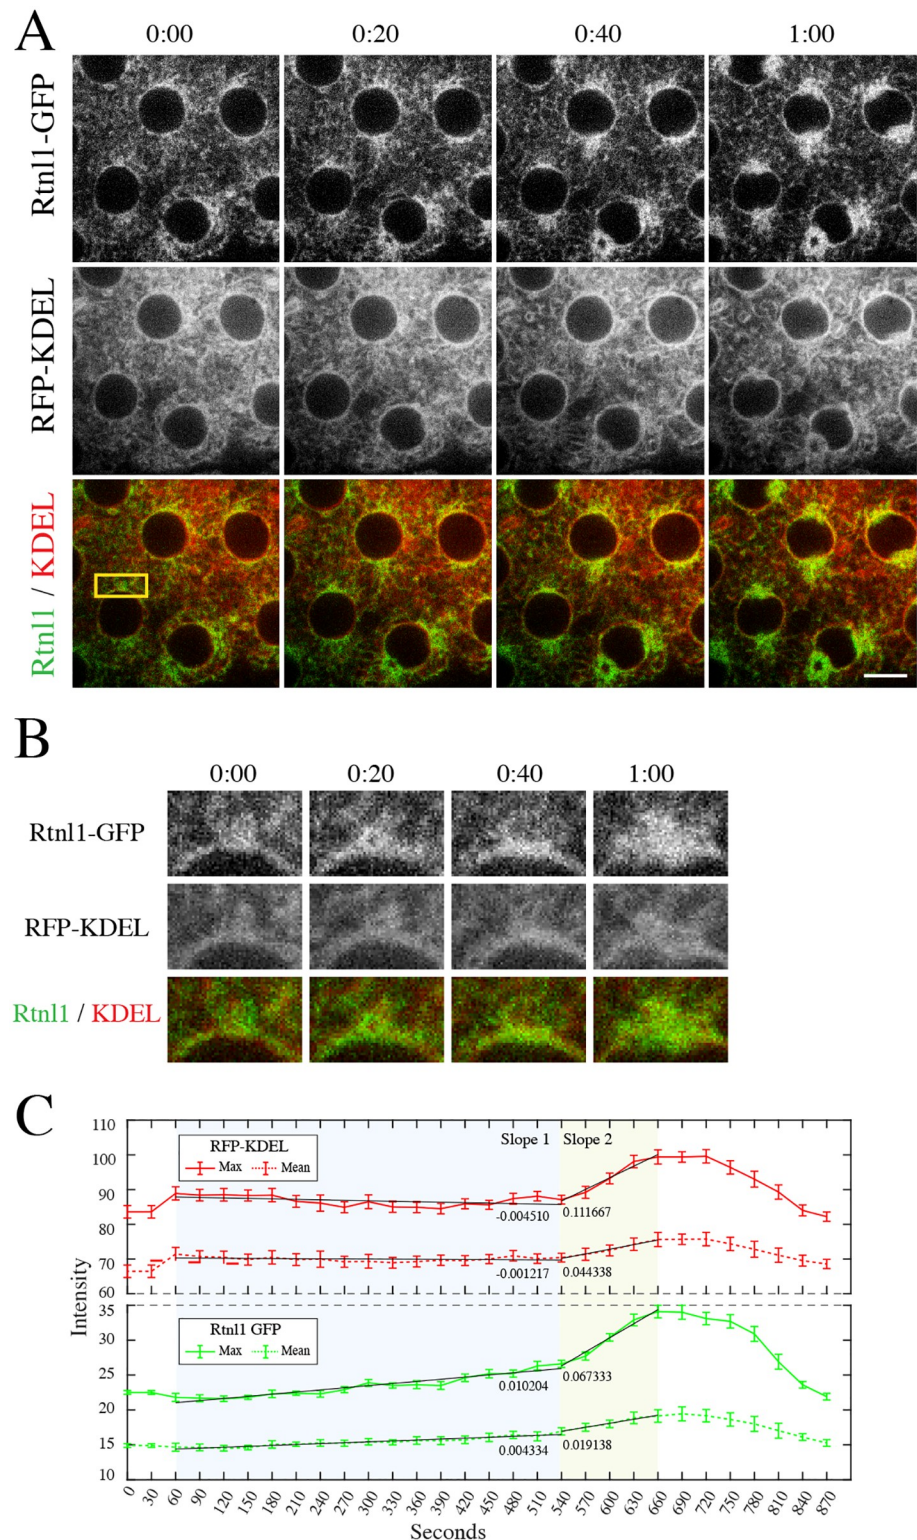 A
0:00 0:20 0:40 1:00
Rtnl1-GFP
RFP-KDEL
Rtnl1 / KDEL
B
0:00 0:20 0:40 1:00
Rtnl1-GFP
RFP-KDEL
Rtnl1 / KDEL
C
110
100
90
80
70
60
35
30
25
20
15
10
Intensity
RFP-KDEL
Max Mean
Slope 1 Slope 2
-0.004510 0.111667
-0.001217 0.044338
Rtnl1 GFP
Max Mean
0.010204 0.067333
0.004334 0.019138
0 30 60 90 120 150 180 210 240 270 300 330 360 390 420 450 480 510 540 570 600 630 660 690 720 750 780 810 840 870
Seconds